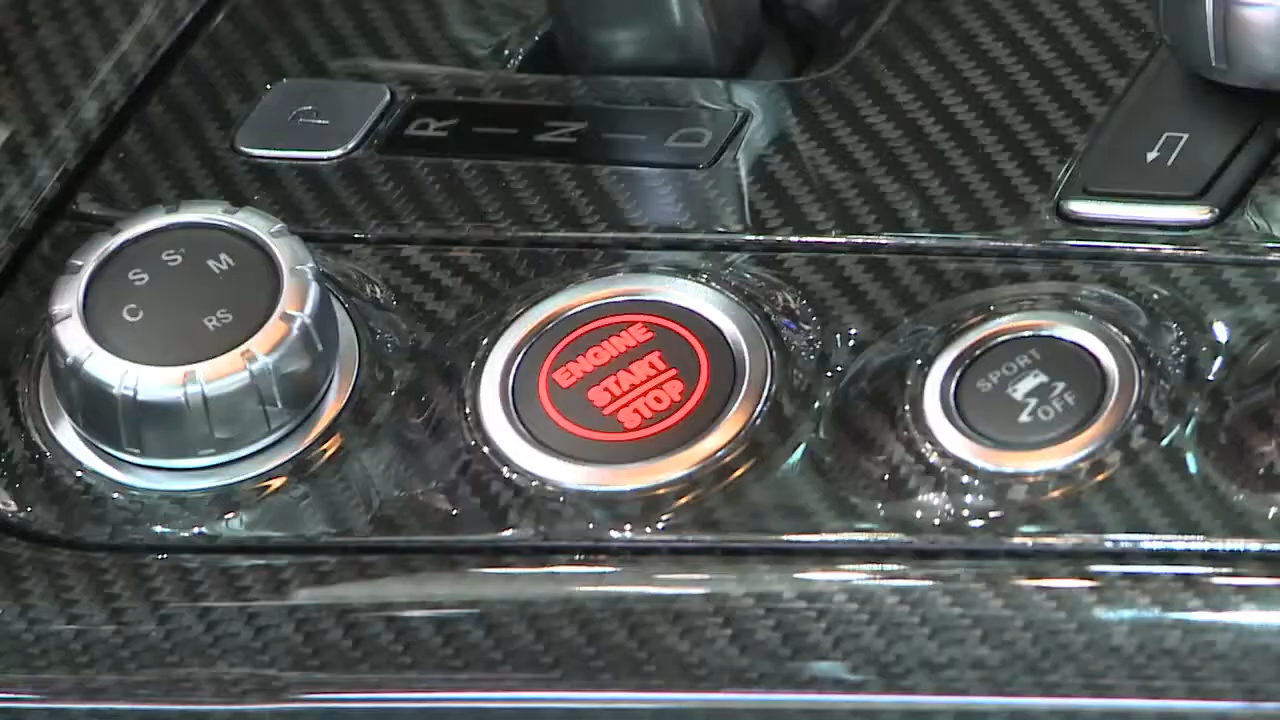 P
R I N I D
C S S+ M RS
ENGINE
START
STOP
SPORT
OFF